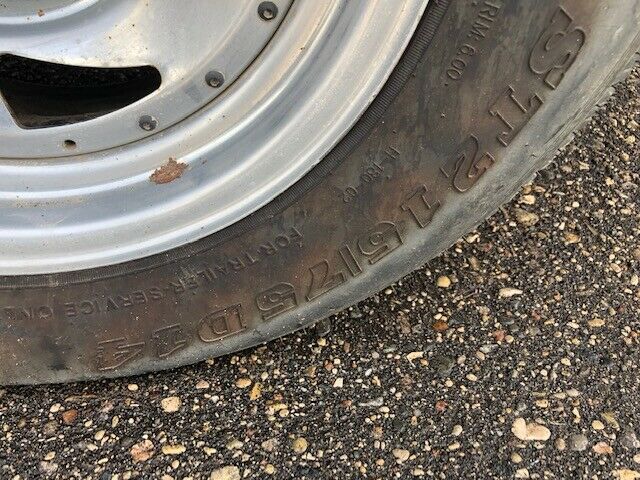 ST215/75D14
RIM: 6.00
FOR TRAILER SERVICE ONLY